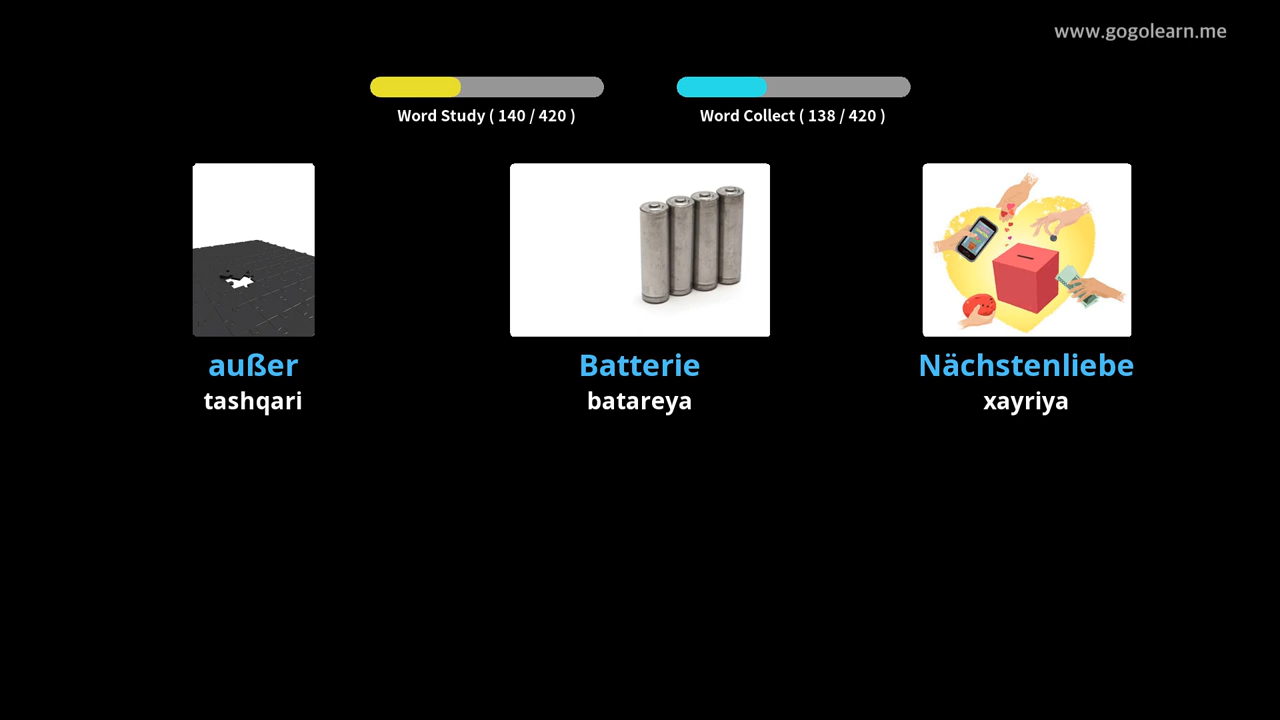 www.gogolearn.me
Word Study ( 140 / 420 )
Word Collect ( 138 / 420 )
außer
Batterie
Nächstenliebe
tashqari
batareya
xayriya